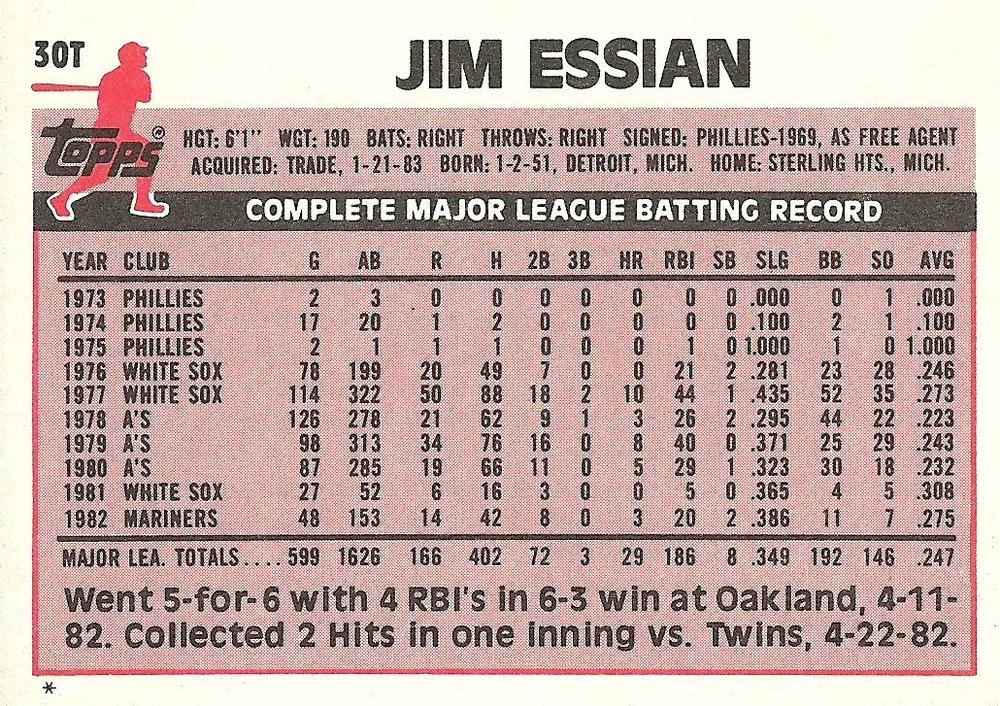 30T
JIM ESSIAN
topps®
HGT: 6'1" WGT: 190 BATS: RIGHT THROWS: RIGHT SIGNED: PHILLIES-1969, AS FREE AGENT
ACQUIRED: TRADE, 1-21-83 BORN: 1-2-51, DETROIT, MICH. HOME: STERLING HTS., MICH.
COMPLETE MAJOR LEAGUE BATTING RECORD
YEAR CLUB G AB R H 2B 3B HR RBI SB SLG BB SO AVG
1973 PHILLIES 2 3 0 0 0 0 0 0 0 .000 0 1 .000
1974 PHILLIES 17 20 1 2 0 0 0 0 0 .100 2 1 .100
1975 PHILLIES 2 1 1 1 0 0 0 1 0 1.000 1 0 1.000
1976 WHITE SOX 78 199 20 49 7 0 0 21 2 .281 23 28 .246
1977 WHITE SOX 114 322 50 88 18 2 10 44 1 .435 52 35 .273
1978 A'S 126 278 21 62 9 1 3 26 2 .295 44 22 .223
1979 A'S 98 313 34 76 16 0 8 40 0 .371 25 29 .243
1980 A'S 87 285 19 66 11 0 5 29 1 .323 30 18 .232
1981 WHITE SOX 27 52 6 16 3 0 0 5 0 .365 4 5 .308
1982 MARINERS 48 153 14 42 8 0 3 20 2 .386 11 7 .275
MAJOR LEA. TOTALS.... 599 1626 166 402 72 3 29 186 8 .349 192 146 .247
Went 5-for-6 with 4 RBI's in 6-3 win at Oakland, 4-11-
82. Collected 2 Hits in one inning vs. Twins, 4-22-82.
*